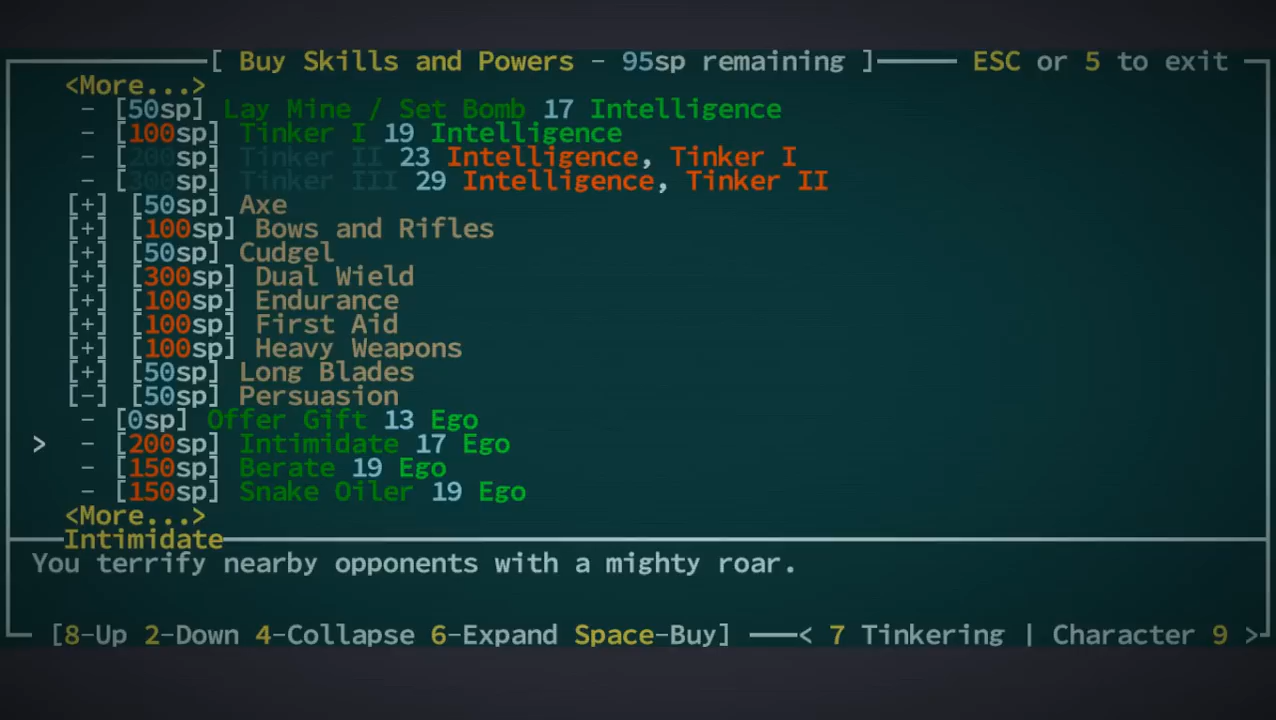 [ Buy Skills and Powers - 95sp remaining ] ESC or 5 to exit
<More...>
- [50sp] Lay Mine / Set Bomb 17 Intelligence
- [100sp] Tinker I 19 Intelligence
- [200sp] Tinker II 23 Intelligence, Tinker I
- [300sp] Tinker III 29 Intelligence, Tinker II
[+] [50sp] Axe
[+] [100sp] Bows and Rifles
[+] [50sp] Cudgel
[+] [300sp] Dual Wield
[+] [100sp] Endurance
[+] [100sp] First Aid
[+] [100sp] Heavy Weapons
[+] [50sp] Long Blades
[-] [50sp] Persuasion
- [0sp] Offer Gift 13 Ego
> - [200sp] Intimidate 17 Ego
- [150sp] Berate 19 Ego
- [150sp] Snake Oiler 19 Ego
<More...>
Intimidate
You terrify nearby opponents with a mighty roar.
[8-Up 2-Down 4-Collapse 6-Expand Space-Buy] < 7 Tinkering | Character 9 >